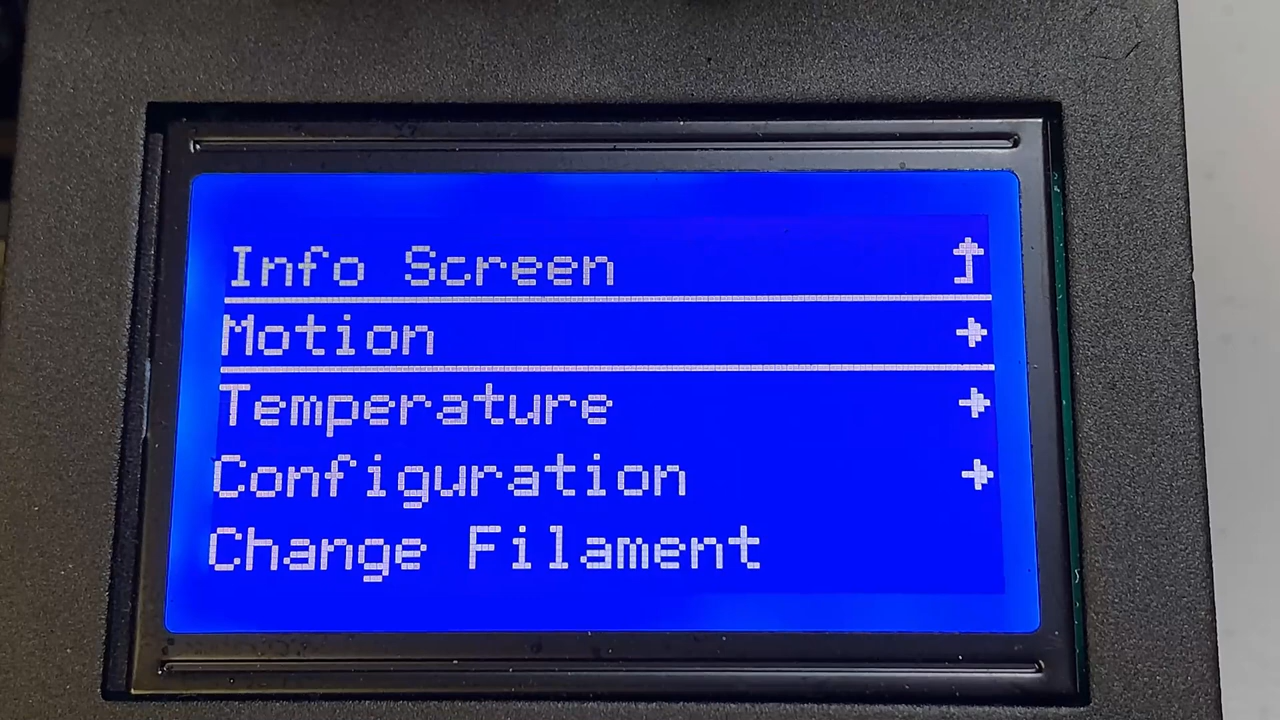 Info Screen
Motion
Temperature
Configuration
Change Filament